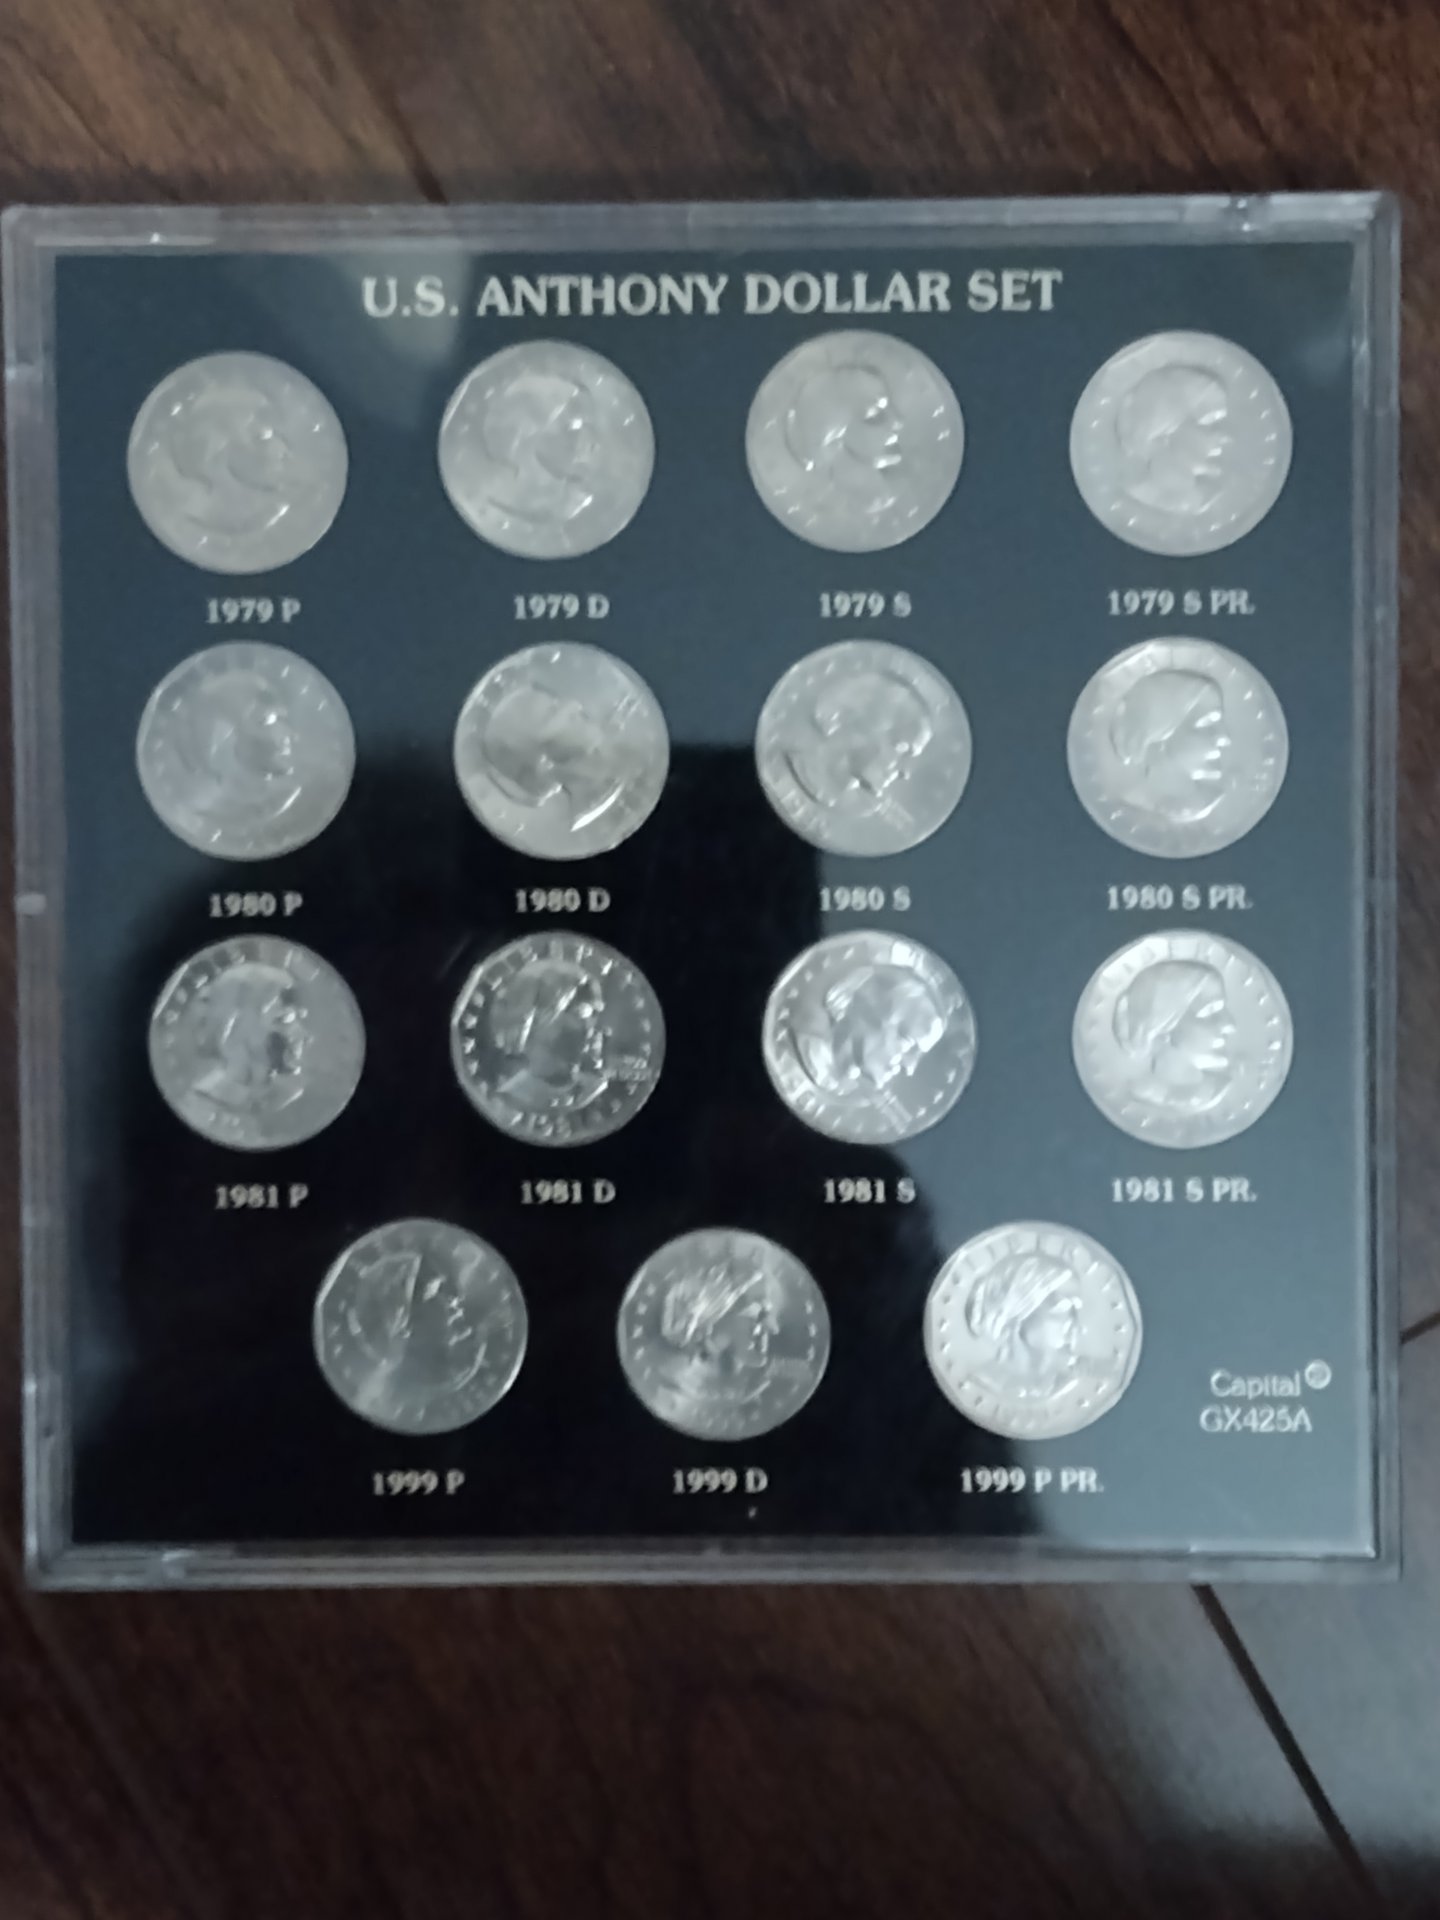 U.S. ANTHONY DOLLAR SET
1979 P 1979 D 1979 S 1979 S PR.
1980 P 1980 D 1980 S 1980 S PR.
1981 P 1981 D 1981 S 1981 S PR.
1999 P 1999 D 1999 P PR.
Capital
GX425A